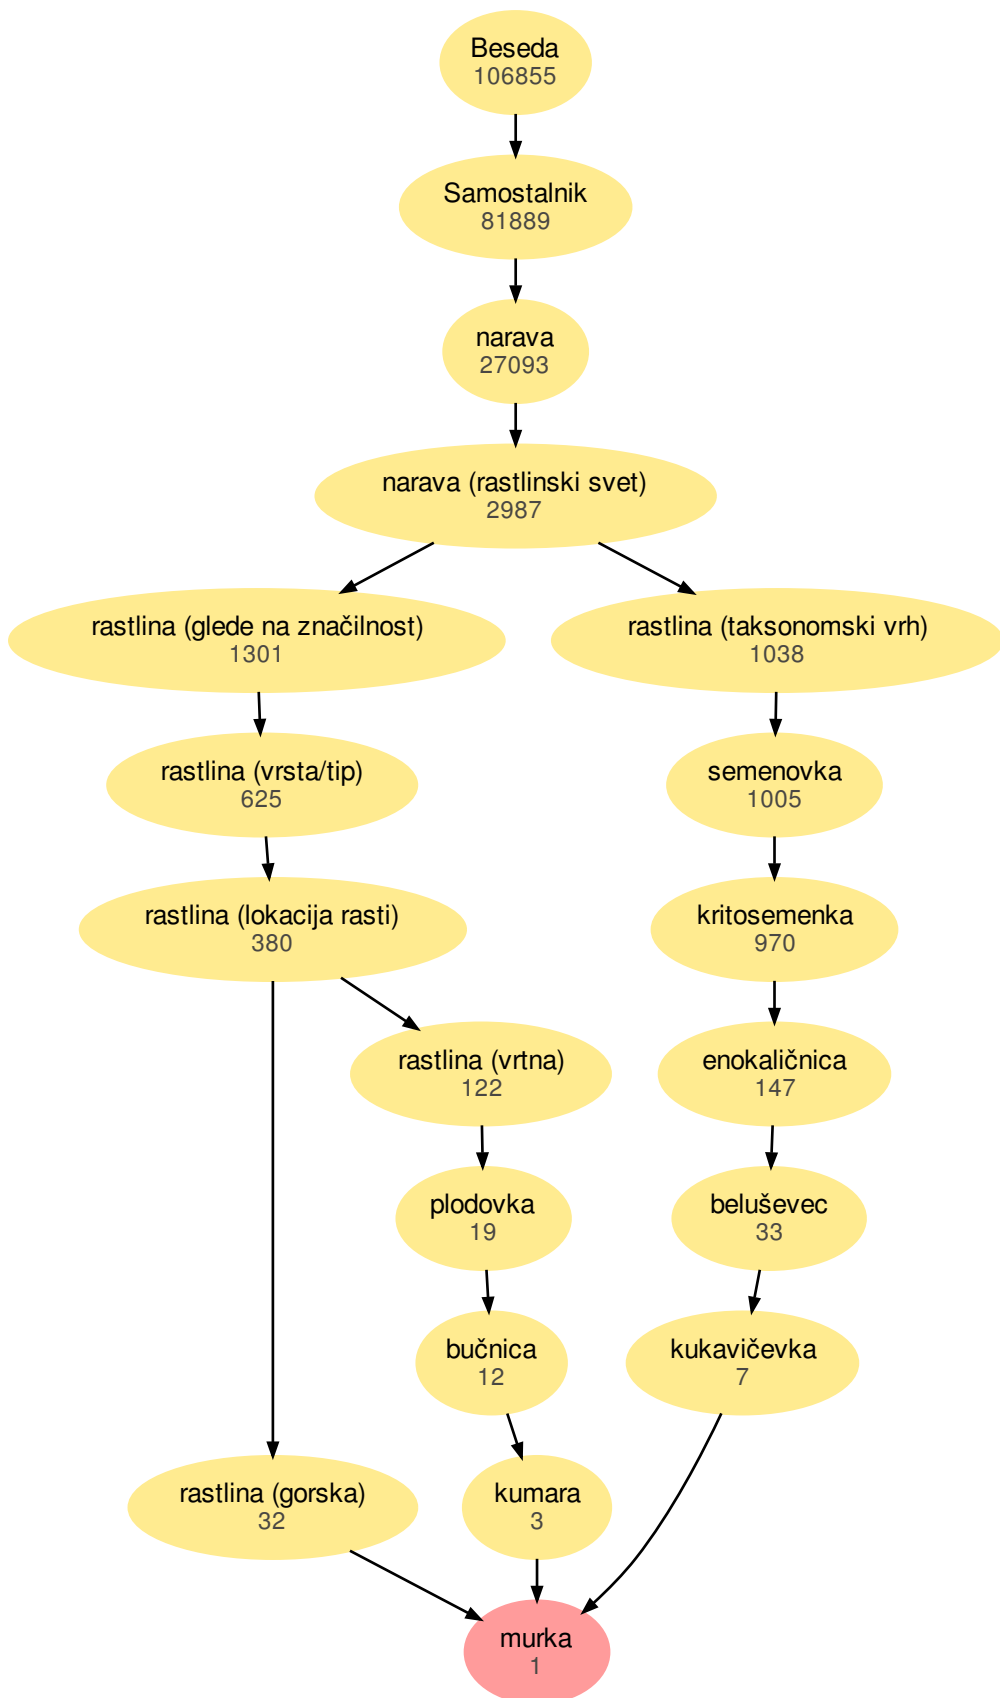 Beseda
106855
Samostalnik
81889
narava
27093
narava (rastlinski svet)
2987
rastlina (glede na značilnost)
1301
rastlina (taksonomski vrh)
1038
rastlina (vrsta/tip)
625
semenovka
1005
rastlina (lokacija rasti)
380
kritosemenka
970
rastlina (vrtna)
122
enokaličnica
147
plodovka
19
beluševec
33
bučnica
12
kukavičevka
7
rastlina (gorska)
32
kumara
3
murka
1